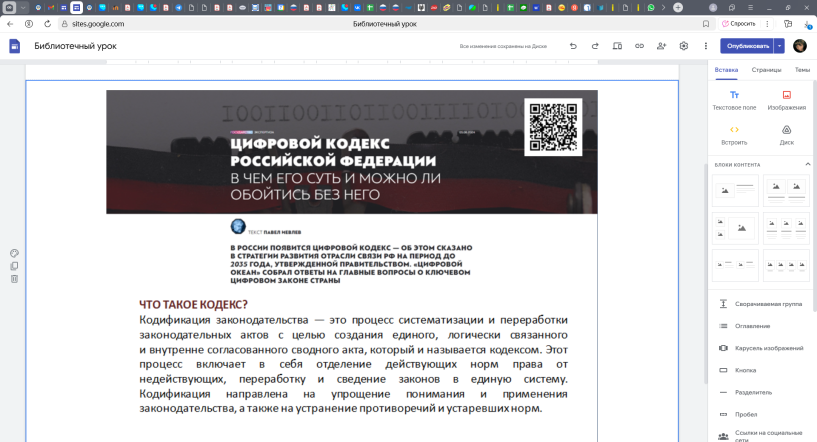 sites.google.com
Библиотечный урок
Спросить
Библиотечный урок
Все изменения сохранены на Диске
Опубликовать
Вставка
Страницы
Темы
Текстовое поле
Изображения
Встроить
Диск
БЛОКИ КОНТЕНТА
Сворачиваемая группа
Оглавление
Карусель изображений
Кнопка
Разделитель
Пробел
Ссылки на социальные
сети
ЦИФРОВОЙ КОДЕКС
РОССИЙСКОЙ ФЕДЕРАЦИИ
В ЧЕМ ЕГО СУТЬ И МОЖНО ЛИ
ОБОЙТИСЬ БЕЗ НЕГО
ТЕКСТ: ПАВЕЛ НЕВЛЕВ
В РОССИИ ПОЯВИТСЯ ЦИФРОВОЙ КОДЕКС — ОБ ЭТОМ СКАЗАНО
В СТРАТЕГИИ РАЗВИТИЯ ОТРАСЛИ СВЯЗИ РФ НА ПЕРИОД ДО
2035 ГОДА, УТВЕРЖДЕННОЙ ПРАВИТЕЛЬСТВОМ. «ЦИФРОВОЙ
ОКЕАН» СОБРАЛ ОТВЕТЫ НА ГЛАВНЫЕ ВОПРОСЫ О КЛЮЧЕВОМ
ЦИФРОВОМ ЗАКОНЕ СТРАНЫ
ЧТО ТАКОЕ КОДЕКС?
Кодификация законодательства — это процесс систематизации и переработки
законодательных актов с целью создания единого, логически связанного
и внутренне согласованного сводного акта, который и называется кодексом. Этот
процесс включает в себя отделение действующих норм права от
недействующих, переработку и сведение законов в единую систему.
Кодификация направлена на упрощение понимания и применения
законодательства, а также на устранение противоречий и устаревших норм.